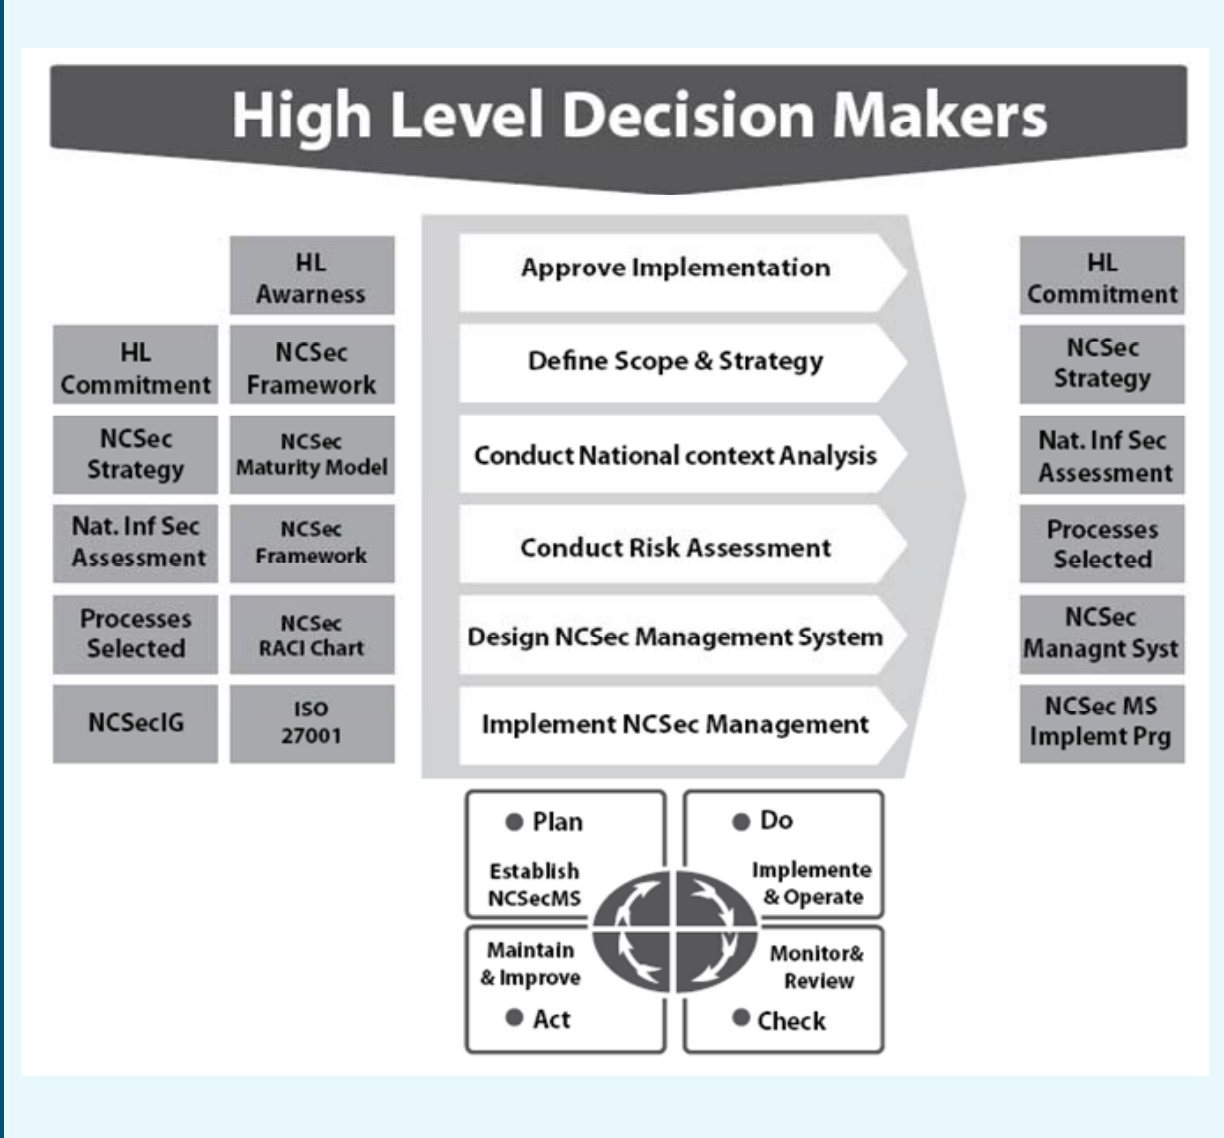 High Level Decision Makers
HL
Awarness
Approve Implementation
HL
Commitment
HL
Commitment
NCSec
Framework
Define Scope & Strategy
NCSec
Strategy
NCSec
Strategy
NCSec
Maturity Model
Conduct National context Analysis
Nat. Inf Sec
Assessment
Nat. Inf Sec
Assessment
NCSec
Framework
Conduct Risk Assessment
Processes
Selected
Processes
Selected
NCSec
RACI Chart
Design NCSec Management System
NCSec
Managnt Syst
NCSecIG
ISO
27001
Implement NCSec Management
NCSec MS
Implemt Prg
Plan
Establish
NCSecMS
Do
Implemente
& Operate
Maintain
& Improve
Act
Monitor&
Review
Check